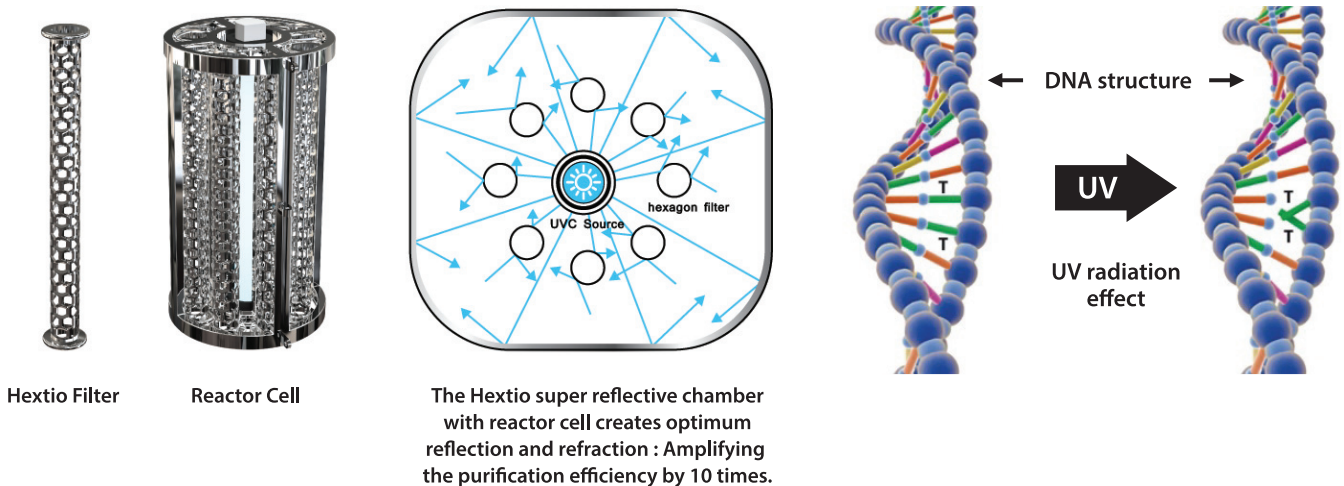 DNA structure
T
T
UV
T
T
hexagon filter
UVC Source
UV radiation
effect
Hextio Filter
Reactor Cell
The Hextio super reflective chamber
with reactor cell creates optimum
reflection and refraction : Amplifying
the purification efficiency by 10 times.